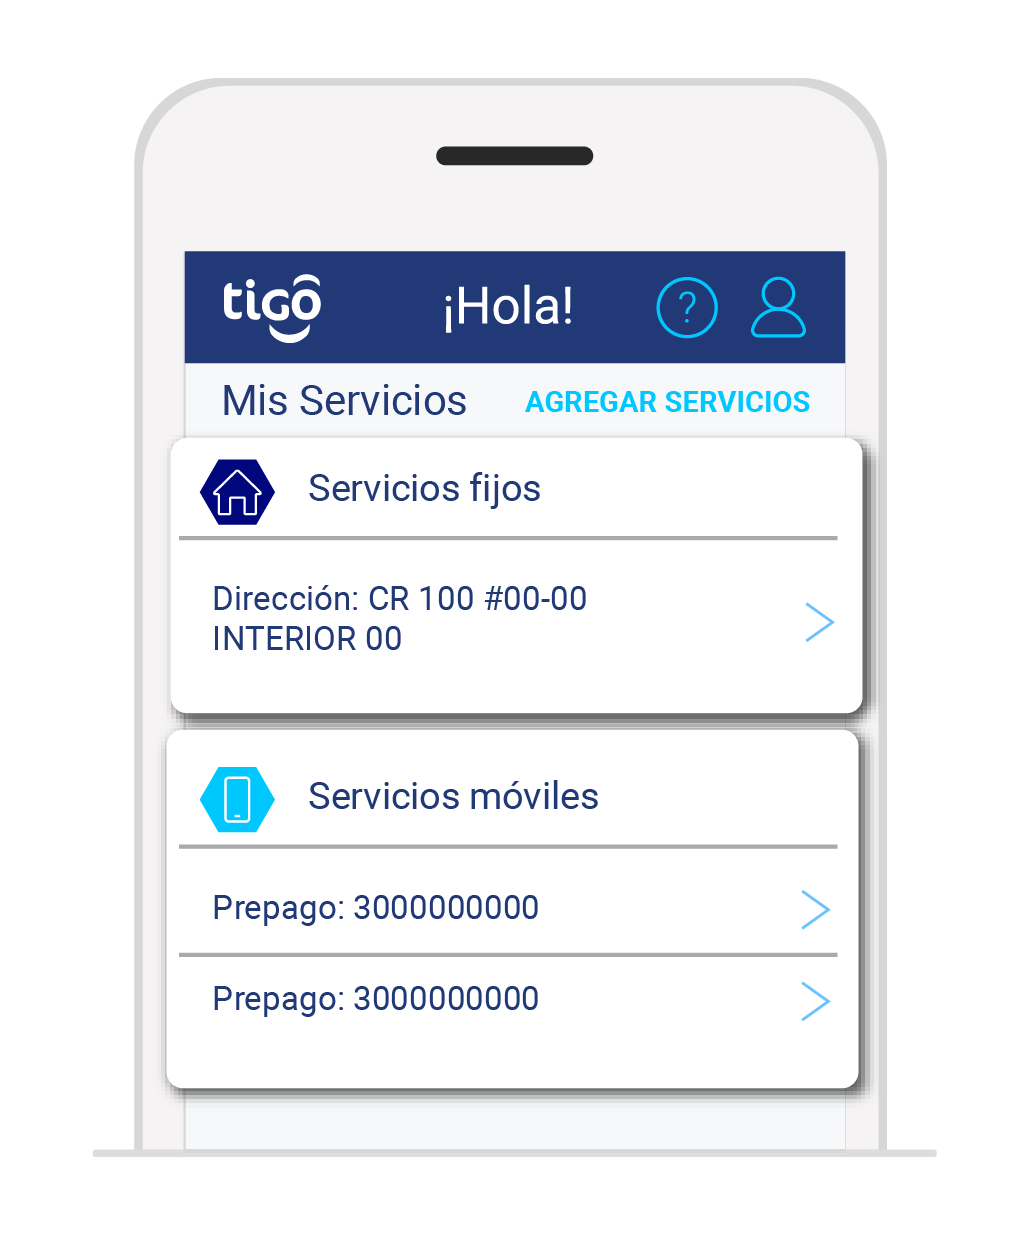 tigo
¡Hola!
?
Mis Servicios
AGREGAR SERVICIOS
Servicios fijos
Dirección: CR 100 #00-00
INTERIOR 00
Servicios móviles
Prepago: 3000000000
Prepago: 3000000000